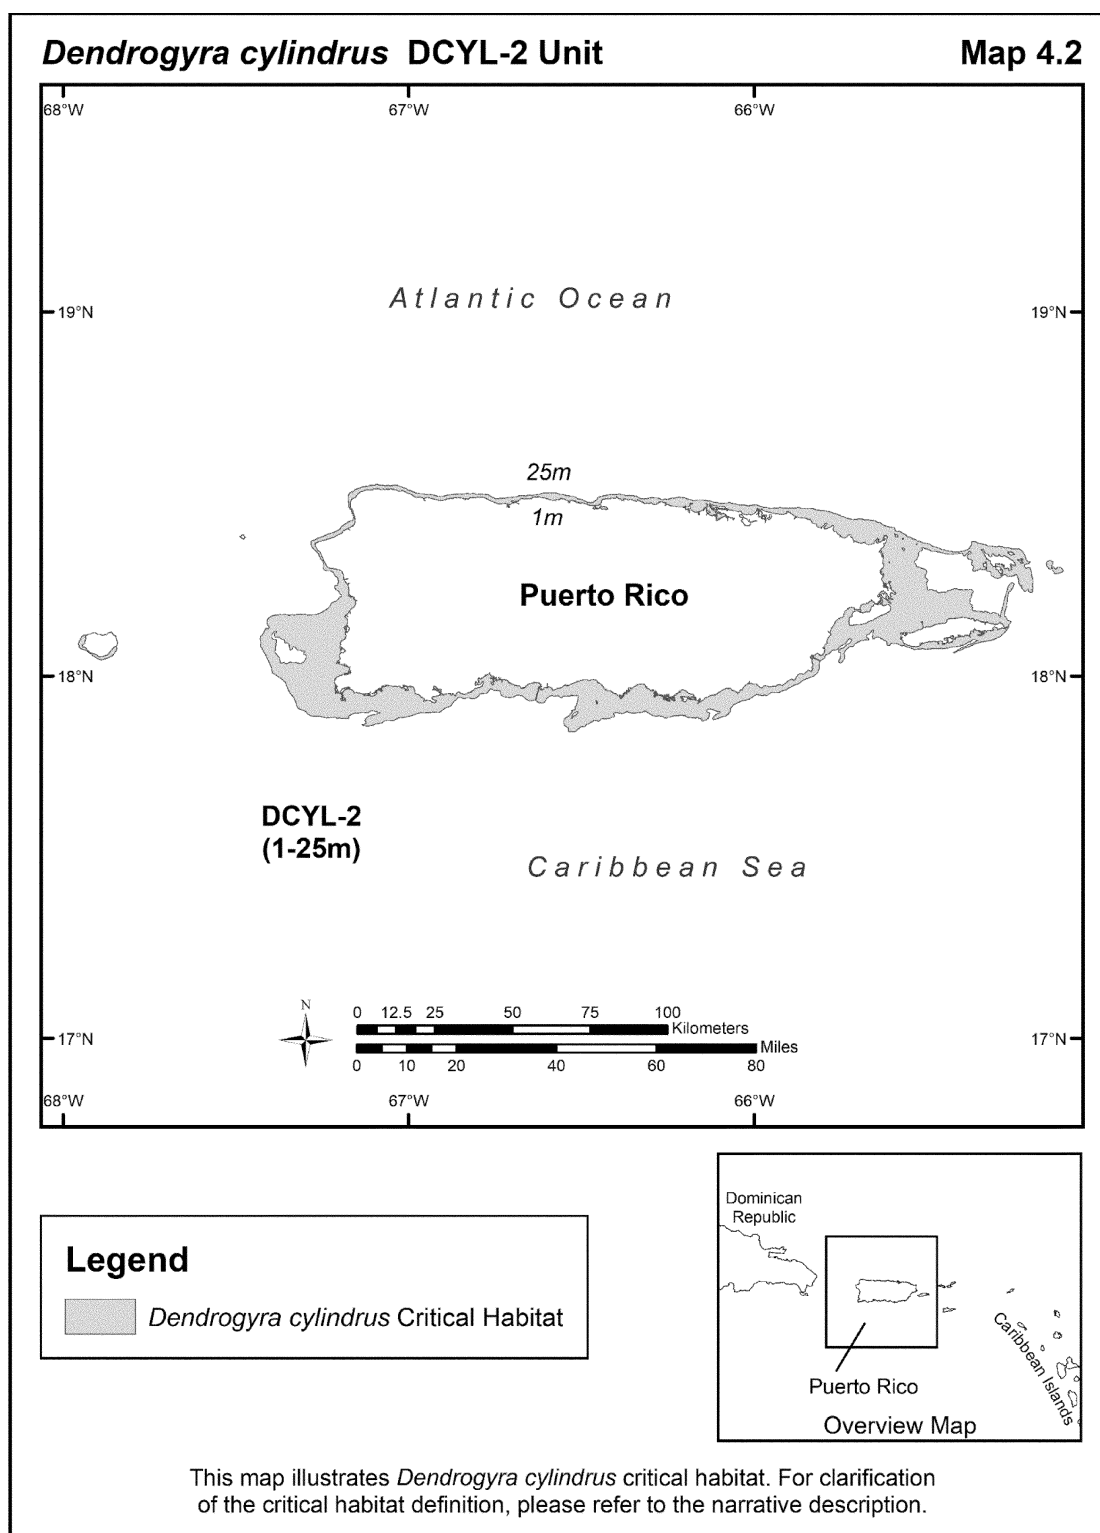 Dendrogyra cylindrus DCYL-2 Unit
Map 4.2
68°W
67°W
66°W
Atlantic Ocean
19°N
19°N
25m
1m
Puerto Rico
18°N
18°N
DCYL-2
(1-25m)
Caribbean Sea
N
0 12.5 25 50 75 100
Kilometers
Miles
0 10 20 40 60 80
17°N
17°N
68°W
67°W
66°W
Legend
Dendrogyra cylindrus Critical Habitat
Dominican
Republic
Caribbean Islands
Puerto Rico
Overview Map
This map illustrates Dendrogyra cylindrus critical habitat. For clarification
of the critical habitat definition, please refer to the narrative description.